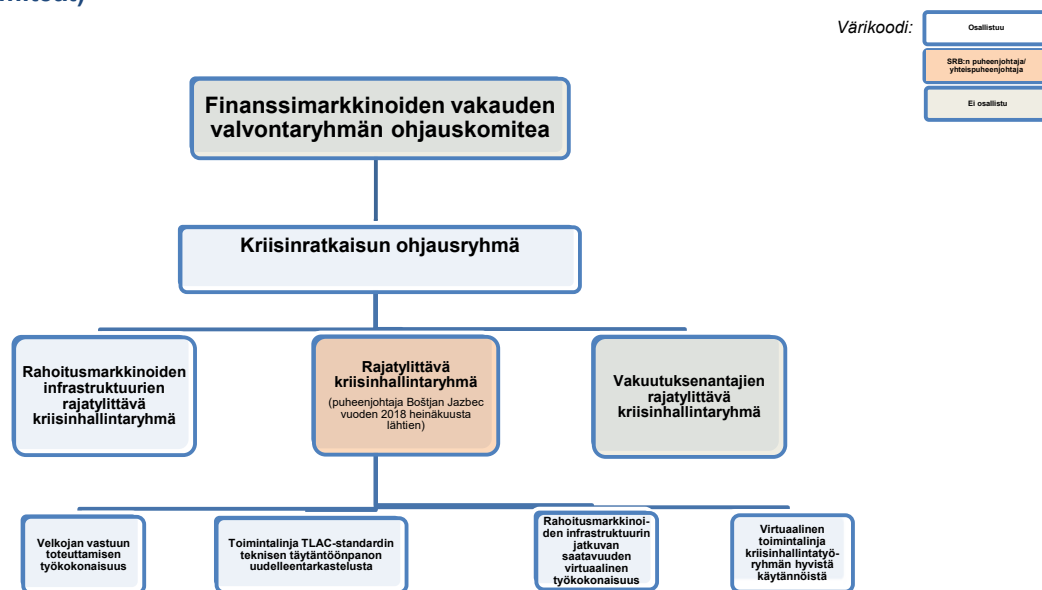 Värikoodi:
Osallistuu
SRB:n puheenjohtaja/
yhteispuheenjohtaja
Ei osallistu
Finanssimarkkinoiden vakauden
valvontaryhmän ohjauskomitea
Kriisinratkaisun ohjausryhmä
Rahoitusmarkkinoiden
infrastruktuurien
rajatylittävä
kriisinhallintaryhmä
Rajatylittävä
kriisinhallintaryhmä
(puheenjohtaja Boštjan Jazbec
vuoden 2018 heinäkuusta
lähtien)
Vakuutuksenantajien
rajatylittävä
kriisinhallintaryhmä
Velkojan vastuun
toteuttamisen
työkokonaisuus
Toimintalinja TLAC-standardin
teknisen täytäntöönpanon
uudelleentarkastelusta
Rahoitusmarkkinoi-
den infrastruktuurin
jatkuvan
saatavuuden
virtuaalinen
työkokonaisuus
Virtuaalinen
toimintalinja
kriisinhallintatyö-
ryhmän hyvistä
käytännöistä